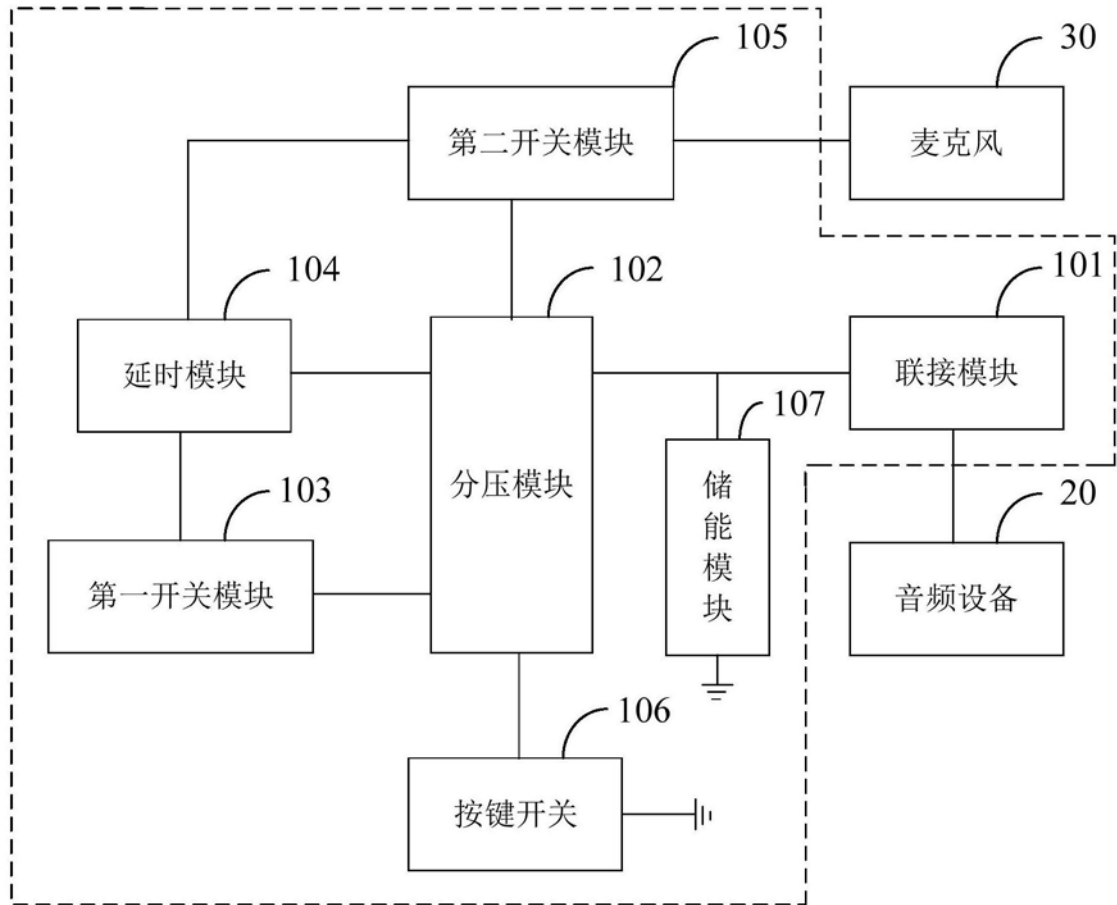 105
30
第二开关模块
麦克风
104
102
101
延时模块
联接模块
107
分压模块
储能模块
103
20
第一开关模块
音频设备
106
按键开关